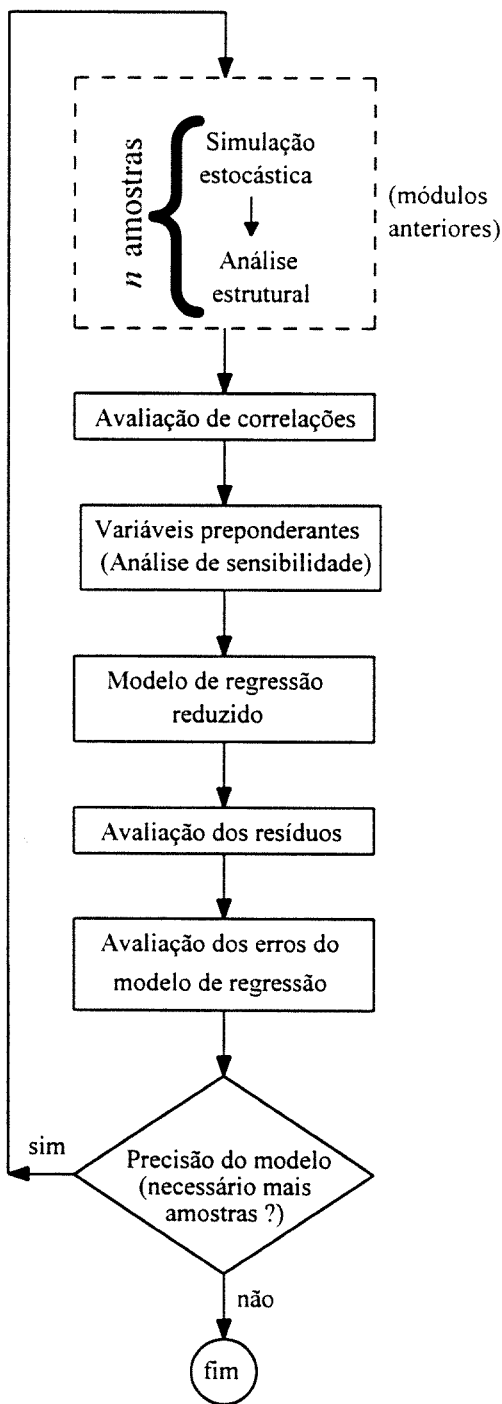 n amostras
Simulação
estocástica
Análise
estrutural
(módulos
anteriores)
Avaliação de correlações
Variáveis preponderantes
(Análise de sensibilidade)
Modelo de regressão
reduzido
Avaliação dos resíduos
Avaliação dos erros do
modelo de regressão
sim
Precisão do modelo
(necessário mais
amostras ?)
não
fim